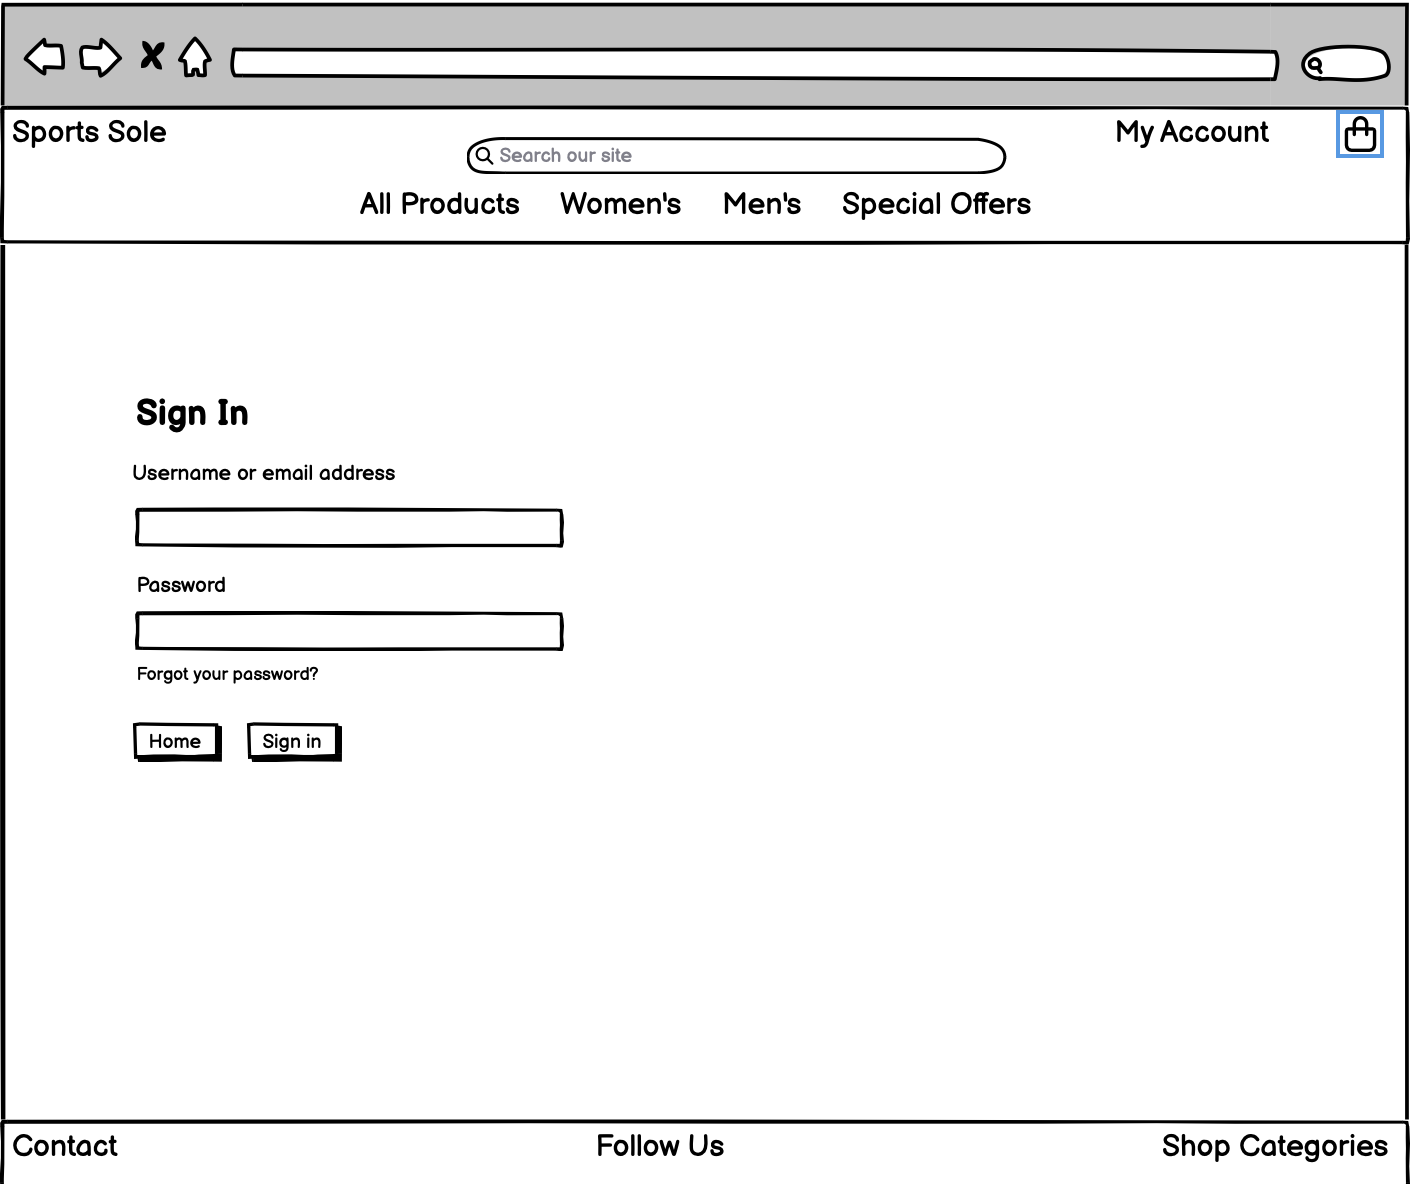 Sports Sole
My Account
Search our site
All Products Women's Men's Special Offers
Sign In
Username or email address
Password
Forgot your password?
Home Sign in
Contact Follow Us Shop Categories